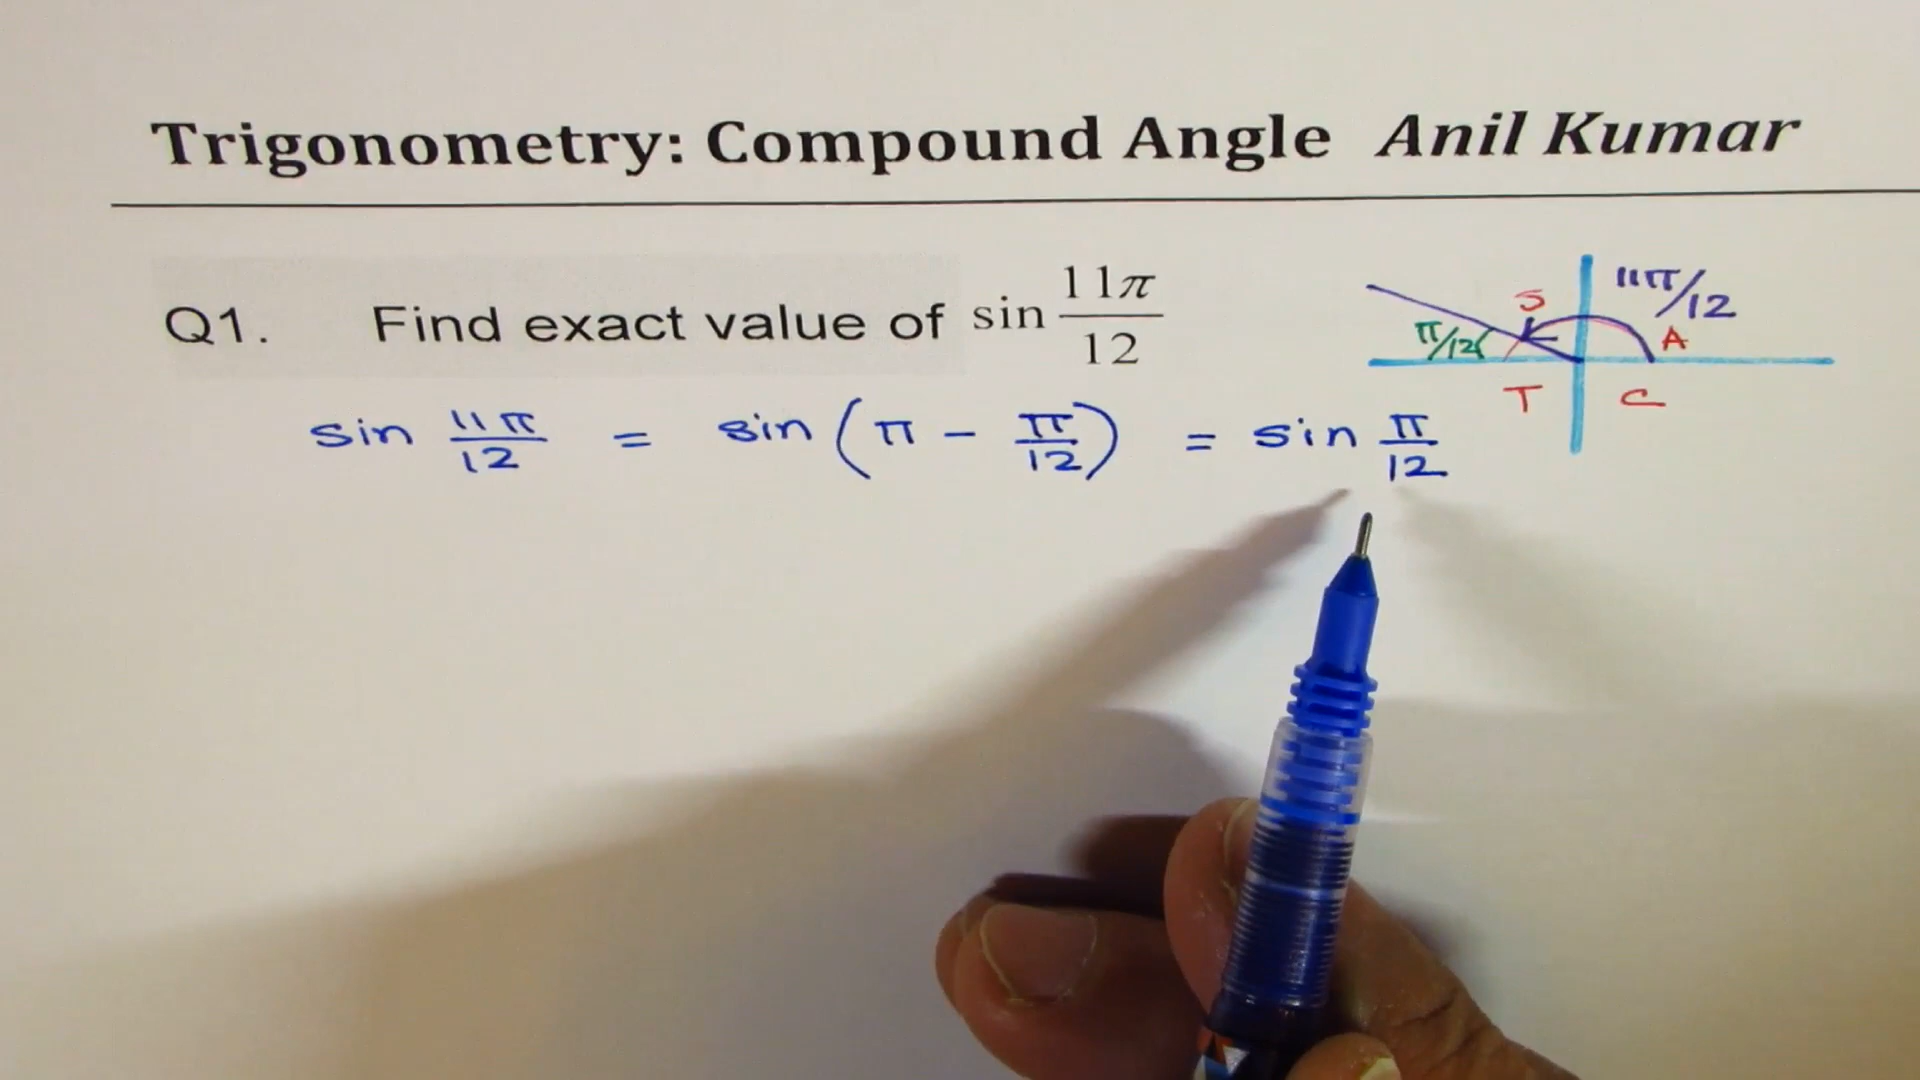 Trigonometry: Compound Angle Anil Kumar
Q1. Find exact value of sin 11π/12
11π/12
S
A
π/12
T
C
sin 11π/12 = sin (π - π/12) = sin π/12